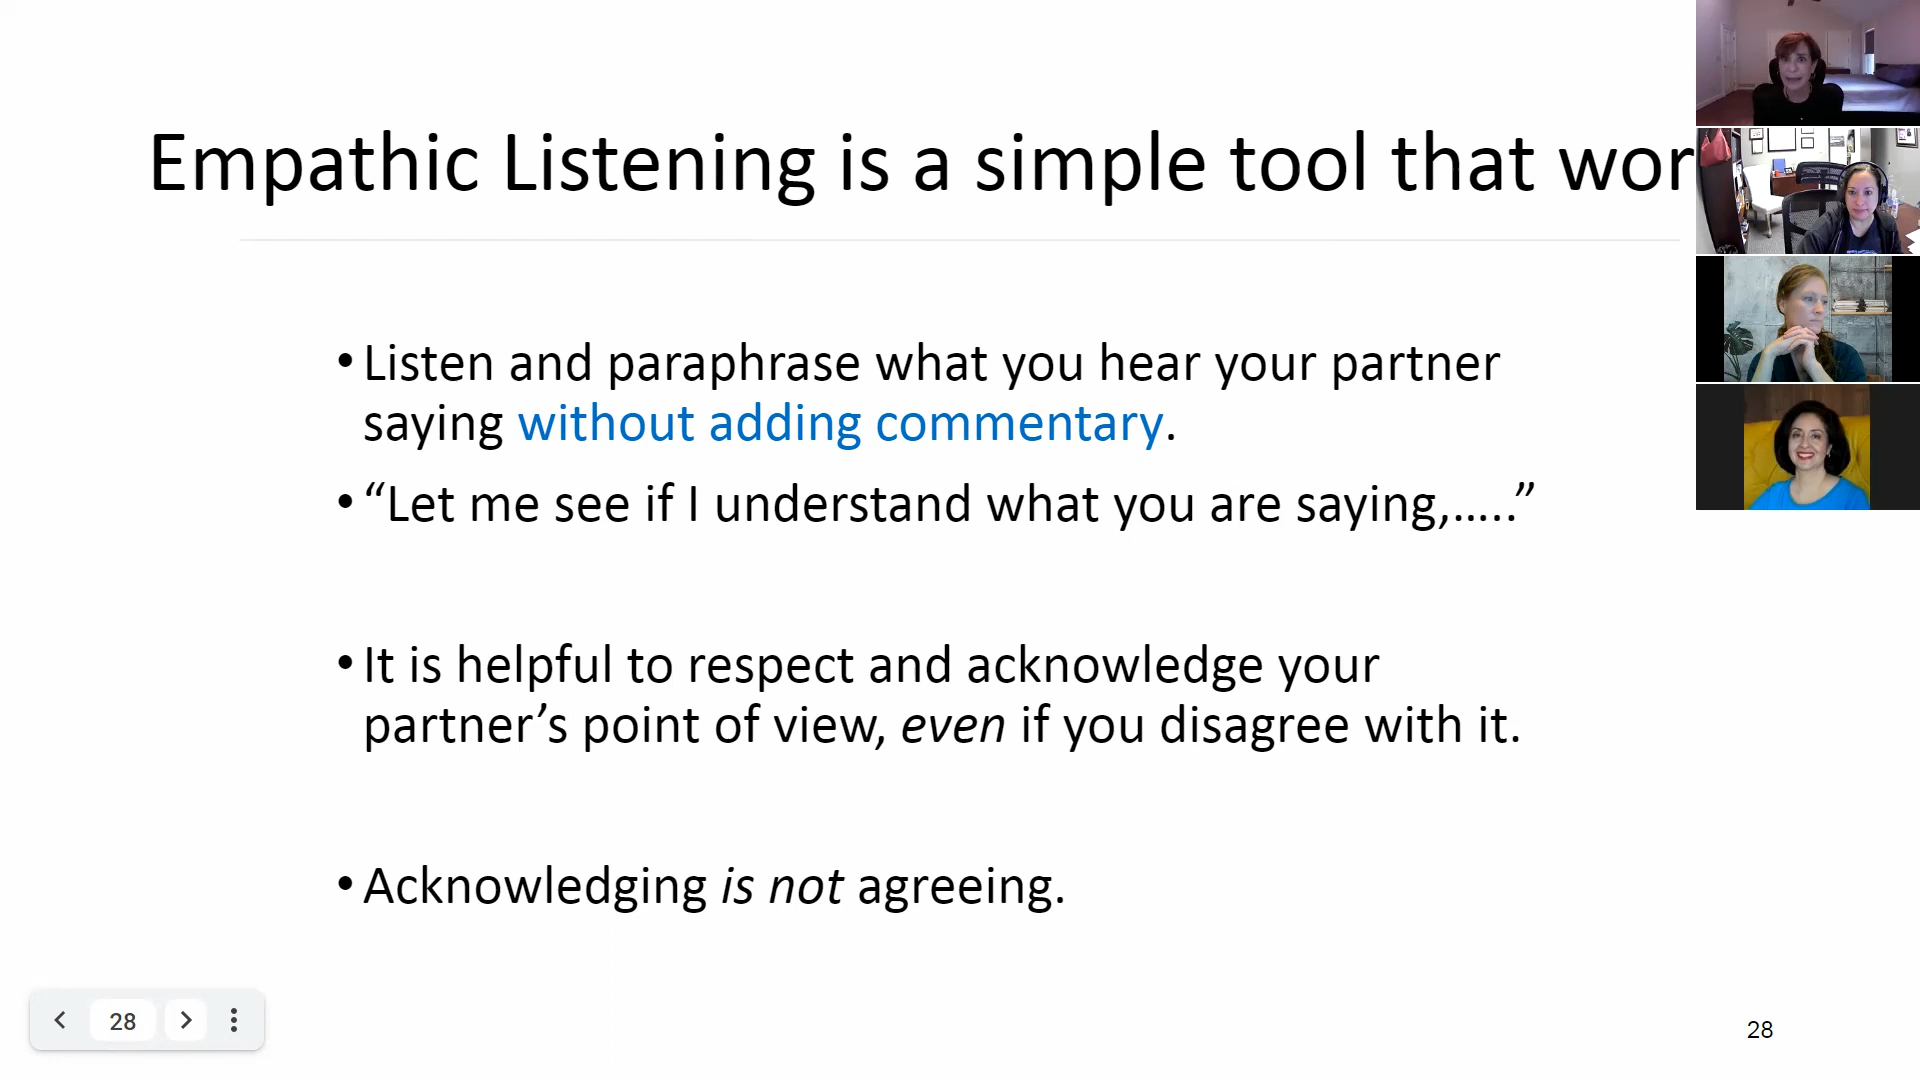 Empathic Listening is a simple tool that wor
• Listen and paraphrase what you hear your partner
saying without adding commentary.
• “Let me see if I understand what you are saying,…..”
• It is helpful to respect and acknowledge your
partner’s point of view, even if you disagree with it.
• Acknowledging is not agreeing.
28
28